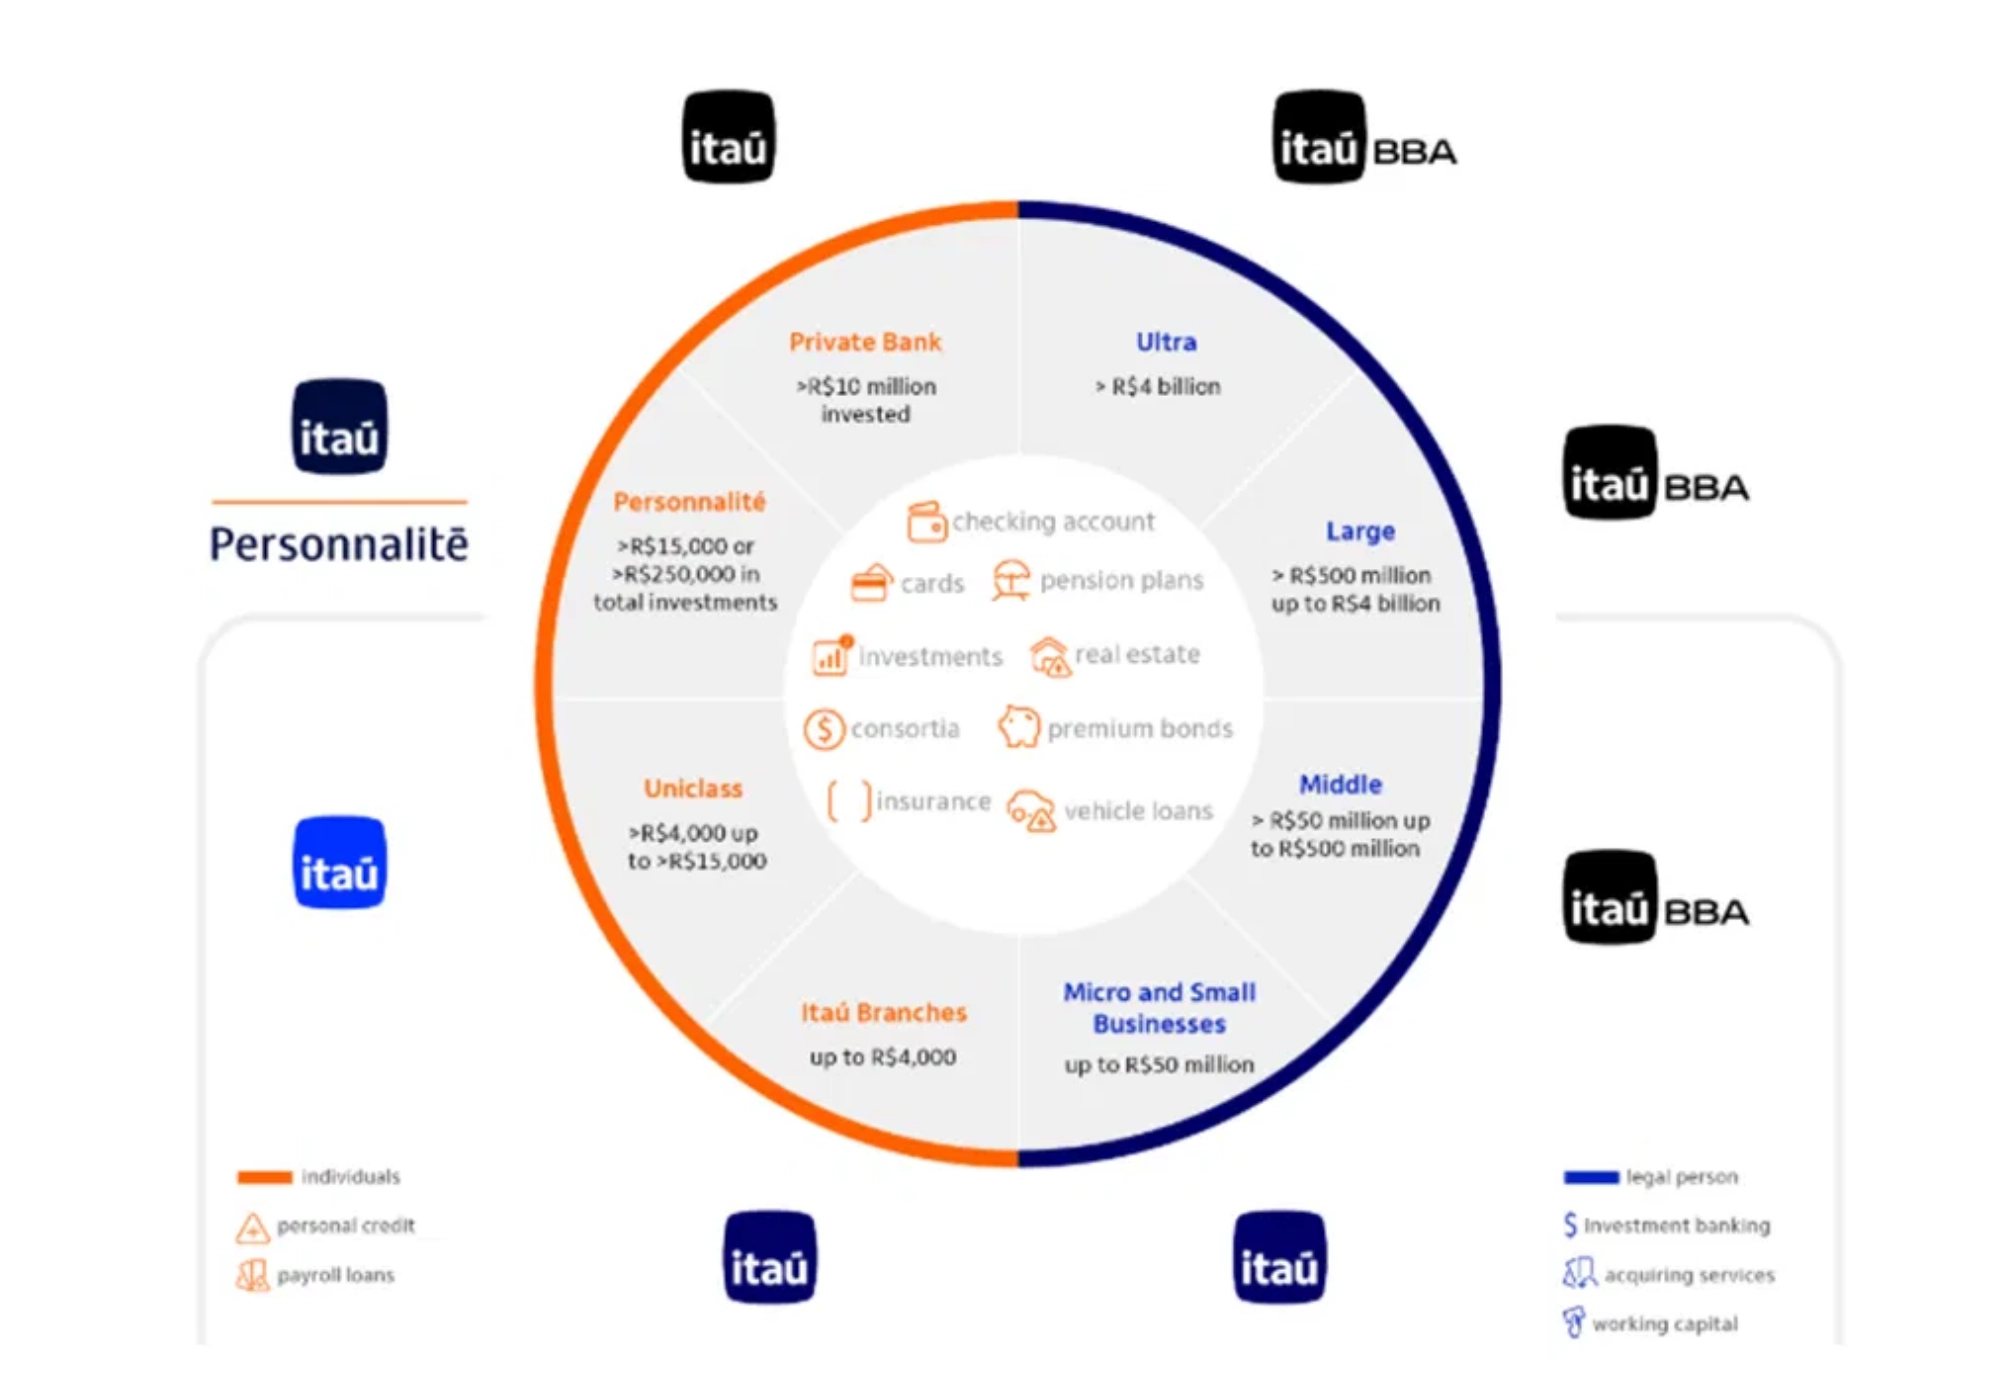 itaú
itaú BBA
Private Bank
>R$10 million
invested
Ultra
> R$4 billion
itaú
Personnalitē
Personnalité
>R$15,000 or
>R$250,000 in
total investments
Large
> R$500 million
up to R$4 billion
itaú BBA
checking account
cards
pension plans
investments
real estate
consortia
premium bonds
insurance
vehicle loans
itaú
Uniclass
>R$4,000 up
to >R$15,000
Middle
> R$50 million up
to R$500 million
itaú BBA
Itaú Branches
up to R$4,000
Micro and Small
Businesses
up to R$50 million
individuals
personal credit
payroll loans
itaú
itaú
legal person
$ Investment banking
acquiring services
working capital